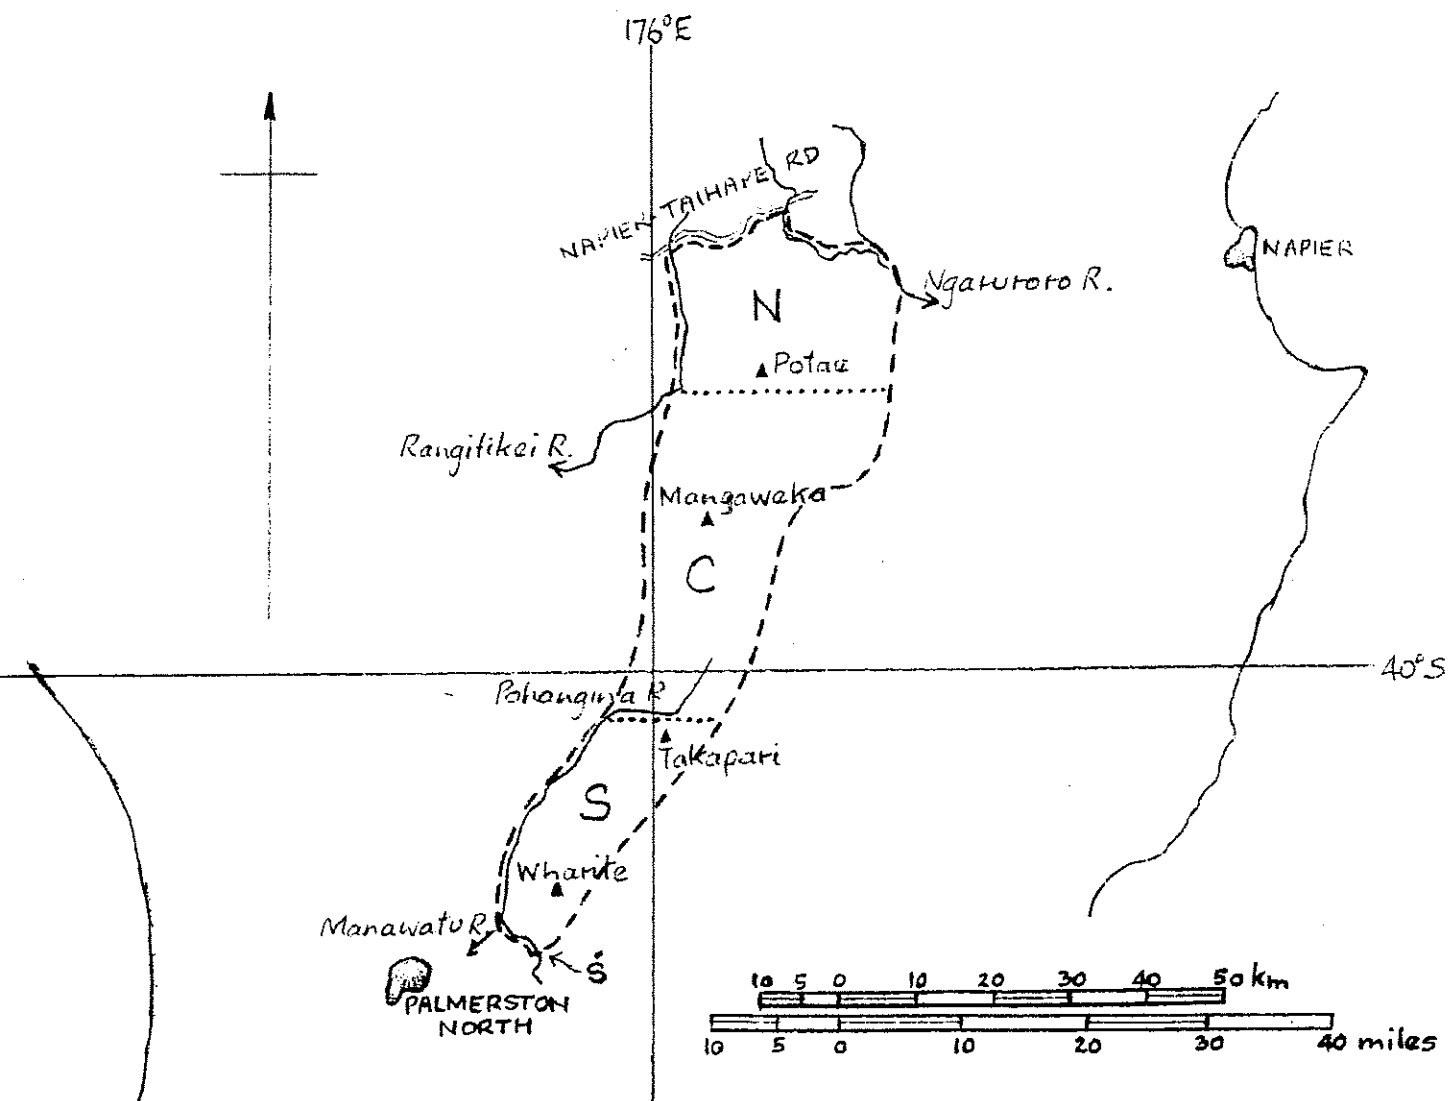 176°E
NAPIER-TAIHAPE RD
NAPIER
Ngaruroro R.
N
Potae
Rangitikei R.
Mangaweka
C
40°S
Pohangina R
Takapari
S
Wharite
Manawatu R.
S
PALMERSTON
NORTH
10 5 0 10 20 30 40 50 km
10 5 0 10 20 30 40 miles